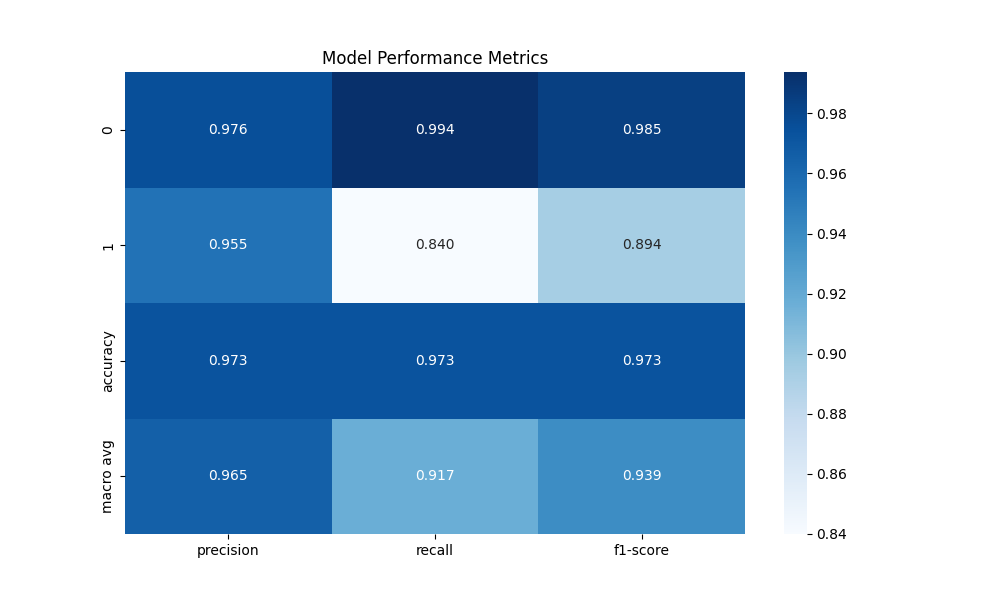 Model Performance Metrics
0 0.976 0.994 0.985
1 0.955 0.840 0.894
accuracy 0.973 0.973 0.973
macro avg 0.965 0.917 0.939
precision recall f1-score
0.98
0.96
0.94
0.92
0.90
0.88
0.86
0.84